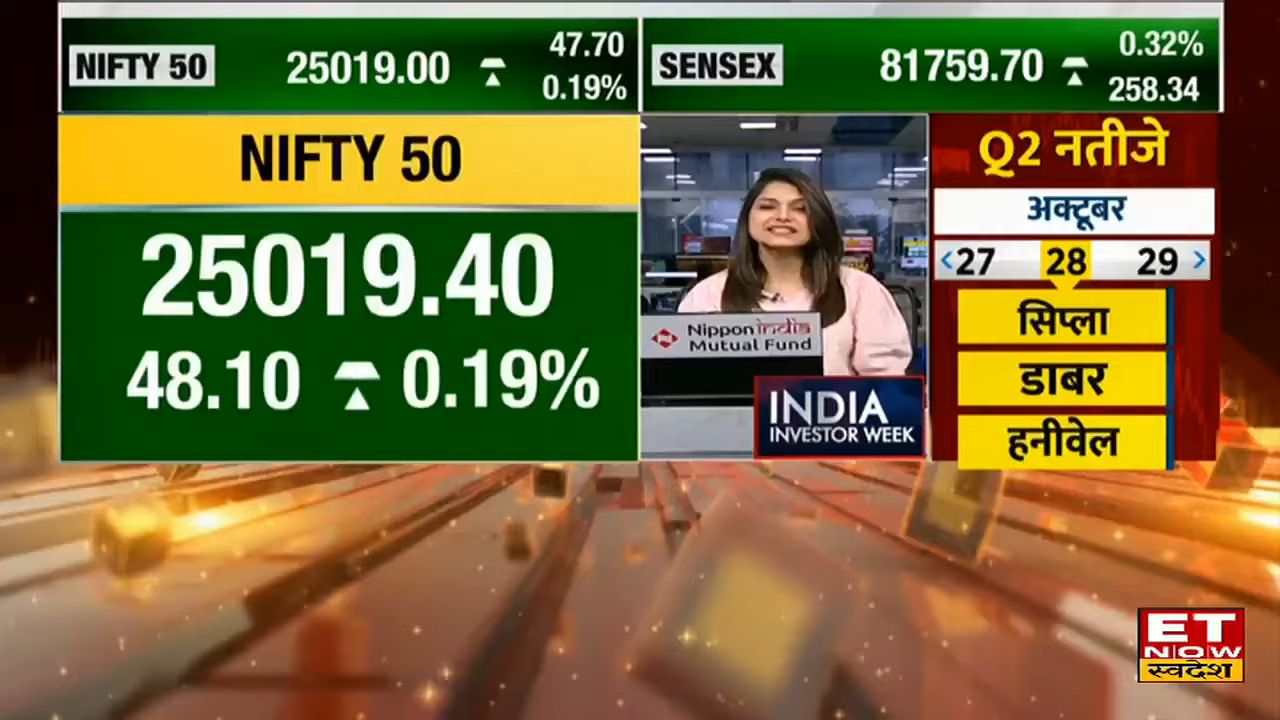 NIFTY 50
25019.00
47.70
0.19%
SENSEX
81759.70
0.32%
258.34
NIFTY 50
25019.40
48.10 0.19%
Nippon india
Mutual Fund
INDIA
INVESTOR WEEK
Q2 नतीजे
अक्टूबर
27 28 29
सिप्ला
डाबर
हनीवेल
ET
NOW
स्वदेश